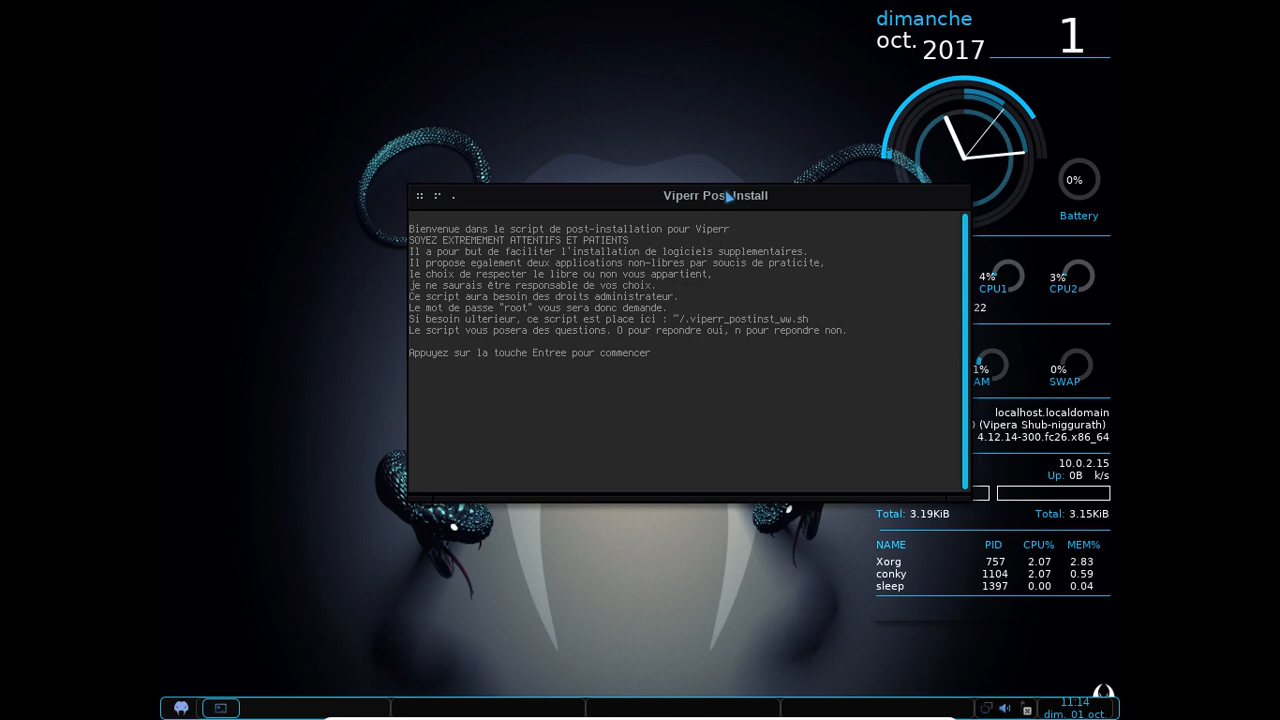 dimanche
oct. 2017 1
Viperr Post-Install
Bienvenue dans le script de post-installation pour Viperr
SOYEZ EXTREMEMENT ATTENTIFS ET PATIENTS
Il a pour but de faciliter l'installation de logiciels supplementaires.
Il propose egalement deux applications non-libres par soucis de praticite,
le choix de respecter le libre ou non vous appartient,
je ne saurais être responsable de vos choix.
Ce script aura besoin des droits administrateur.
Le mot de passe "root" vous sera donc demande.
Si besoin ulterieur, ce script est place ici : ~/.viperr_postinst_ww.sh
Le script vous posera des questions. O pour repondre oui, n pour repondre non.
Appuyez sur la touche Entree pour commencer
0%
Battery
4% 3%
CPU1 CPU2
22
1% 0%
AM SWAP
localhost.localdomain
) (Vipera Shub-niggurath)
4.12.14-300.fc26.x86_64
10.0.2.15
Up: 0B k/s
Total: 3.19KiB Total: 3.15KiB
NAME PID CPU% MEM%
Xorg 757 2.07 2.83
conky 1104 2.07 0.59
sleep 1397 0.00 0.04
11:14
dim. 01 oct.